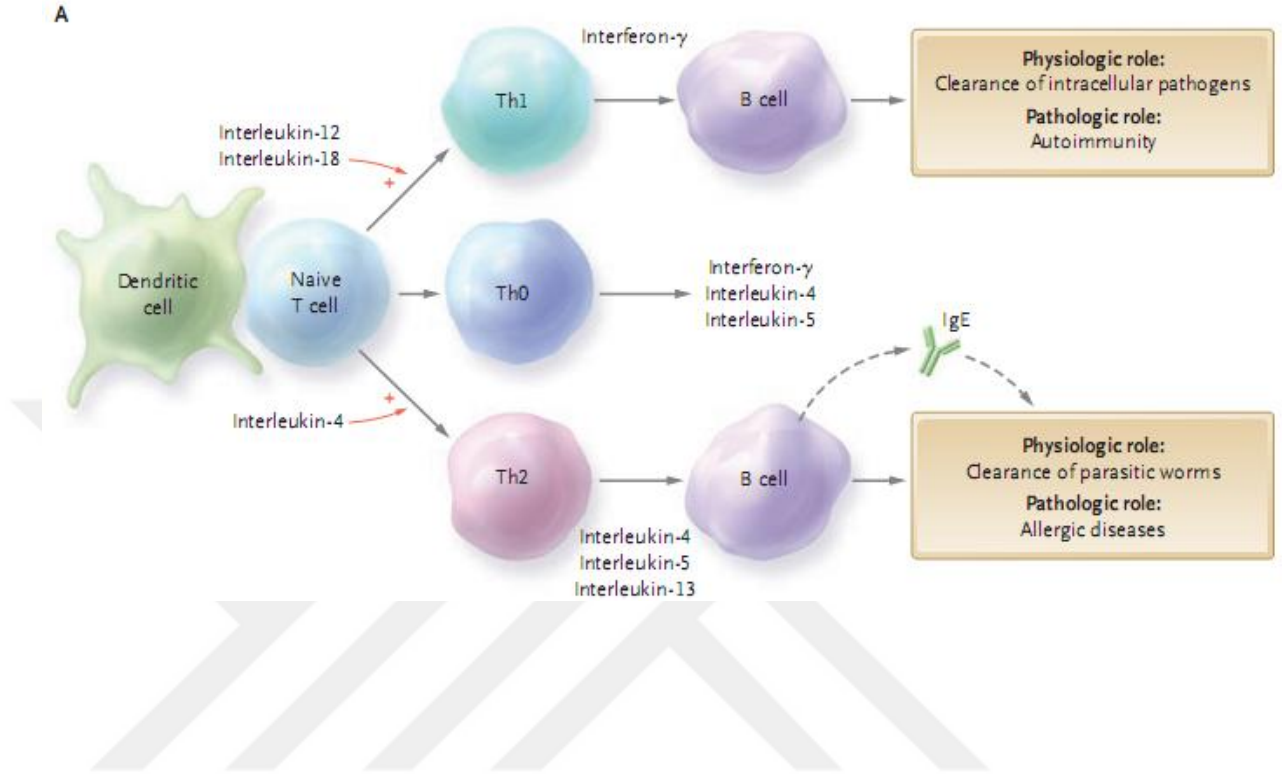 A
Interferon-γ
Th1
B cell
Physiologic role:
Clearance of intracellular pathogens
Pathologic role:
Autoimmunity
Interleukin-12
Interleukin-18
+
Dendritic
cell
Naive
T cell
Th0
Interferon-γ
Interleukin-4
Interleukin-5
IgE
+
Interleukin-4
Th2
B cell
Interleukin-4
Interleukin-5
Interleukin-13
Physiologic role:
Clearance of parasitic worms
Pathologic role:
Allergic diseases